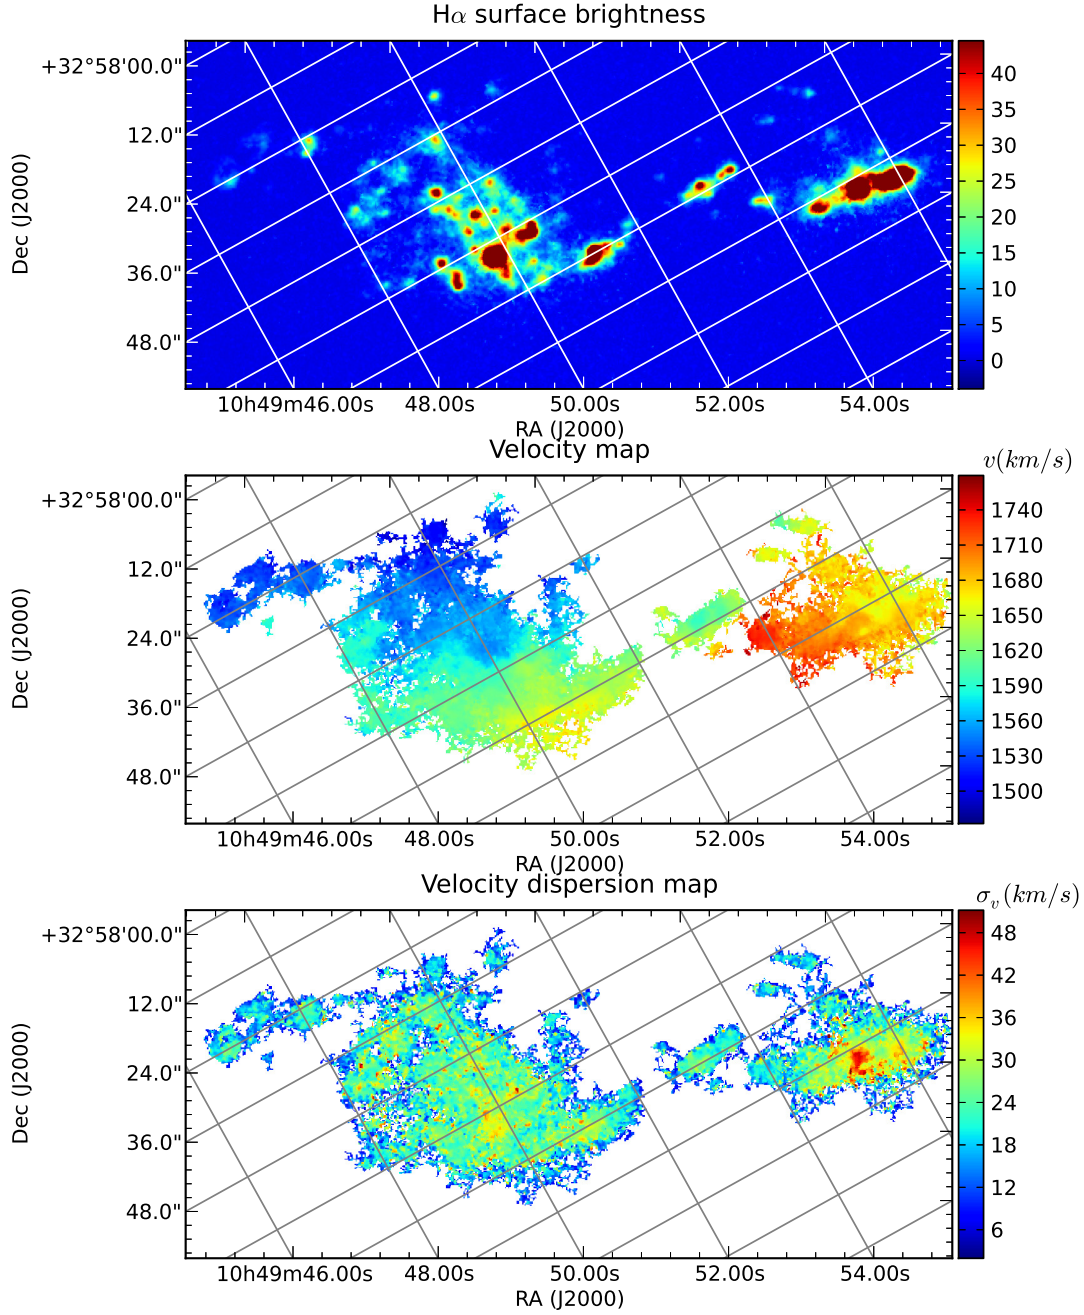 Hα surface brightness
+32°58'00.0"
12.0"
24.0"
36.0"
48.0"
Dec (J2000)
10h49m46.00s 48.00s 50.00s 52.00s 54.00s
RA (J2000)
40
35
30
25
20
15
10
5
0
Velocity map
v(km/s)
+32°58'00.0"
12.0"
24.0"
36.0"
48.0"
Dec (J2000)
10h49m46.00s 48.00s 50.00s 52.00s 54.00s
RA (J2000)
1740
1710
1680
1650
1620
1590
1560
1530
1500
Velocity dispersion map
σv(km/s)
+32°58'00.0"
12.0"
24.0"
36.0"
48.0"
Dec (J2000)
10h49m46.00s 48.00s 50.00s 52.00s 54.00s
RA (J2000)
48
42
36
30
24
18
12
6